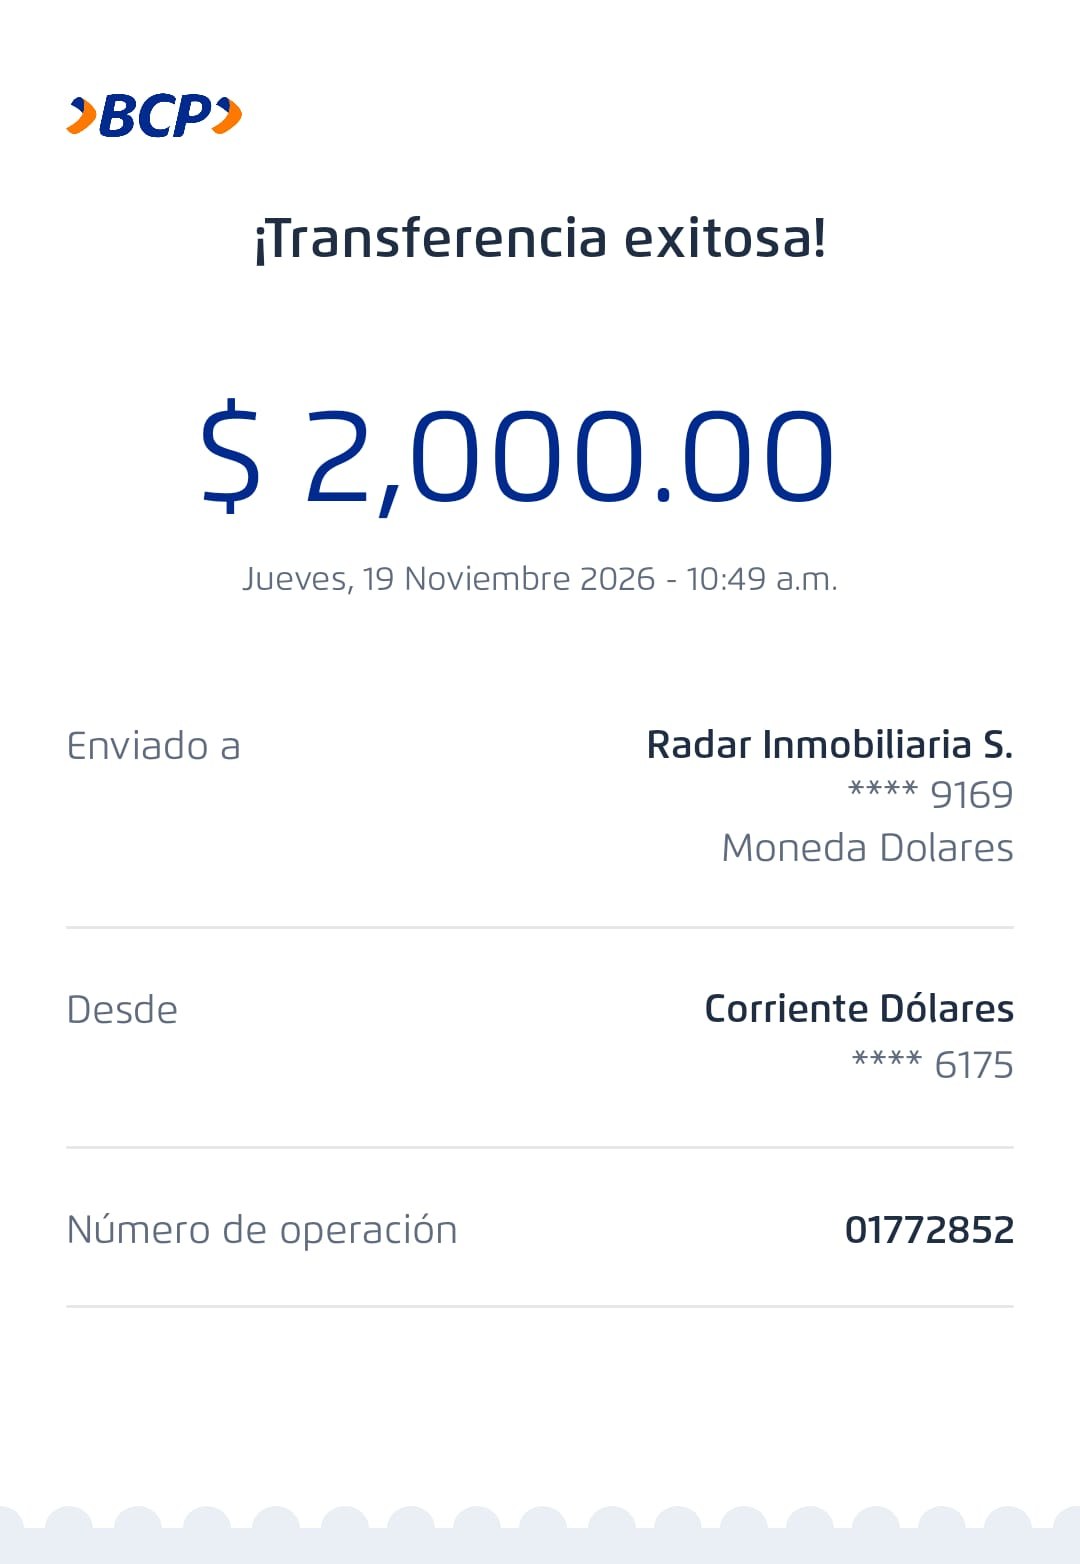 BCP
¡Transferencia exitosa!
$ 2,000.00
Jueves, 19 Noviembre 2026 - 10:49 a.m.
Enviado a
Radar Inmobiliaria S.
**** 9169
Moneda Dolares
Desde
Corriente Dólares
**** 6175
Número de operación
01772852